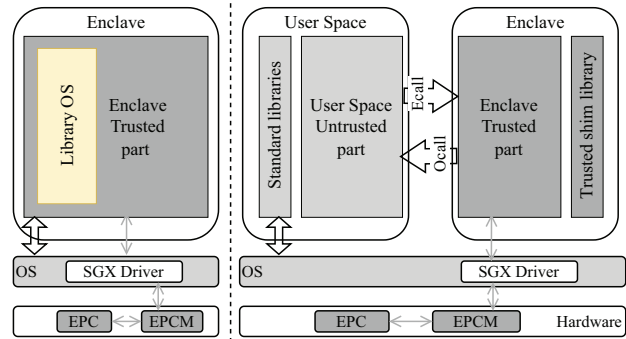 Enclave
Library OS
Enclave
Trusted
part
OS
SGX Driver
EPC
EPCM
User Space
Enclave
Standard libraries
User Space
Untrusted
part
Ecall
Ocall
Enclave
Trusted
part
Trusted shim library
OS
SGX Driver
EPC
EPCM
Hardware